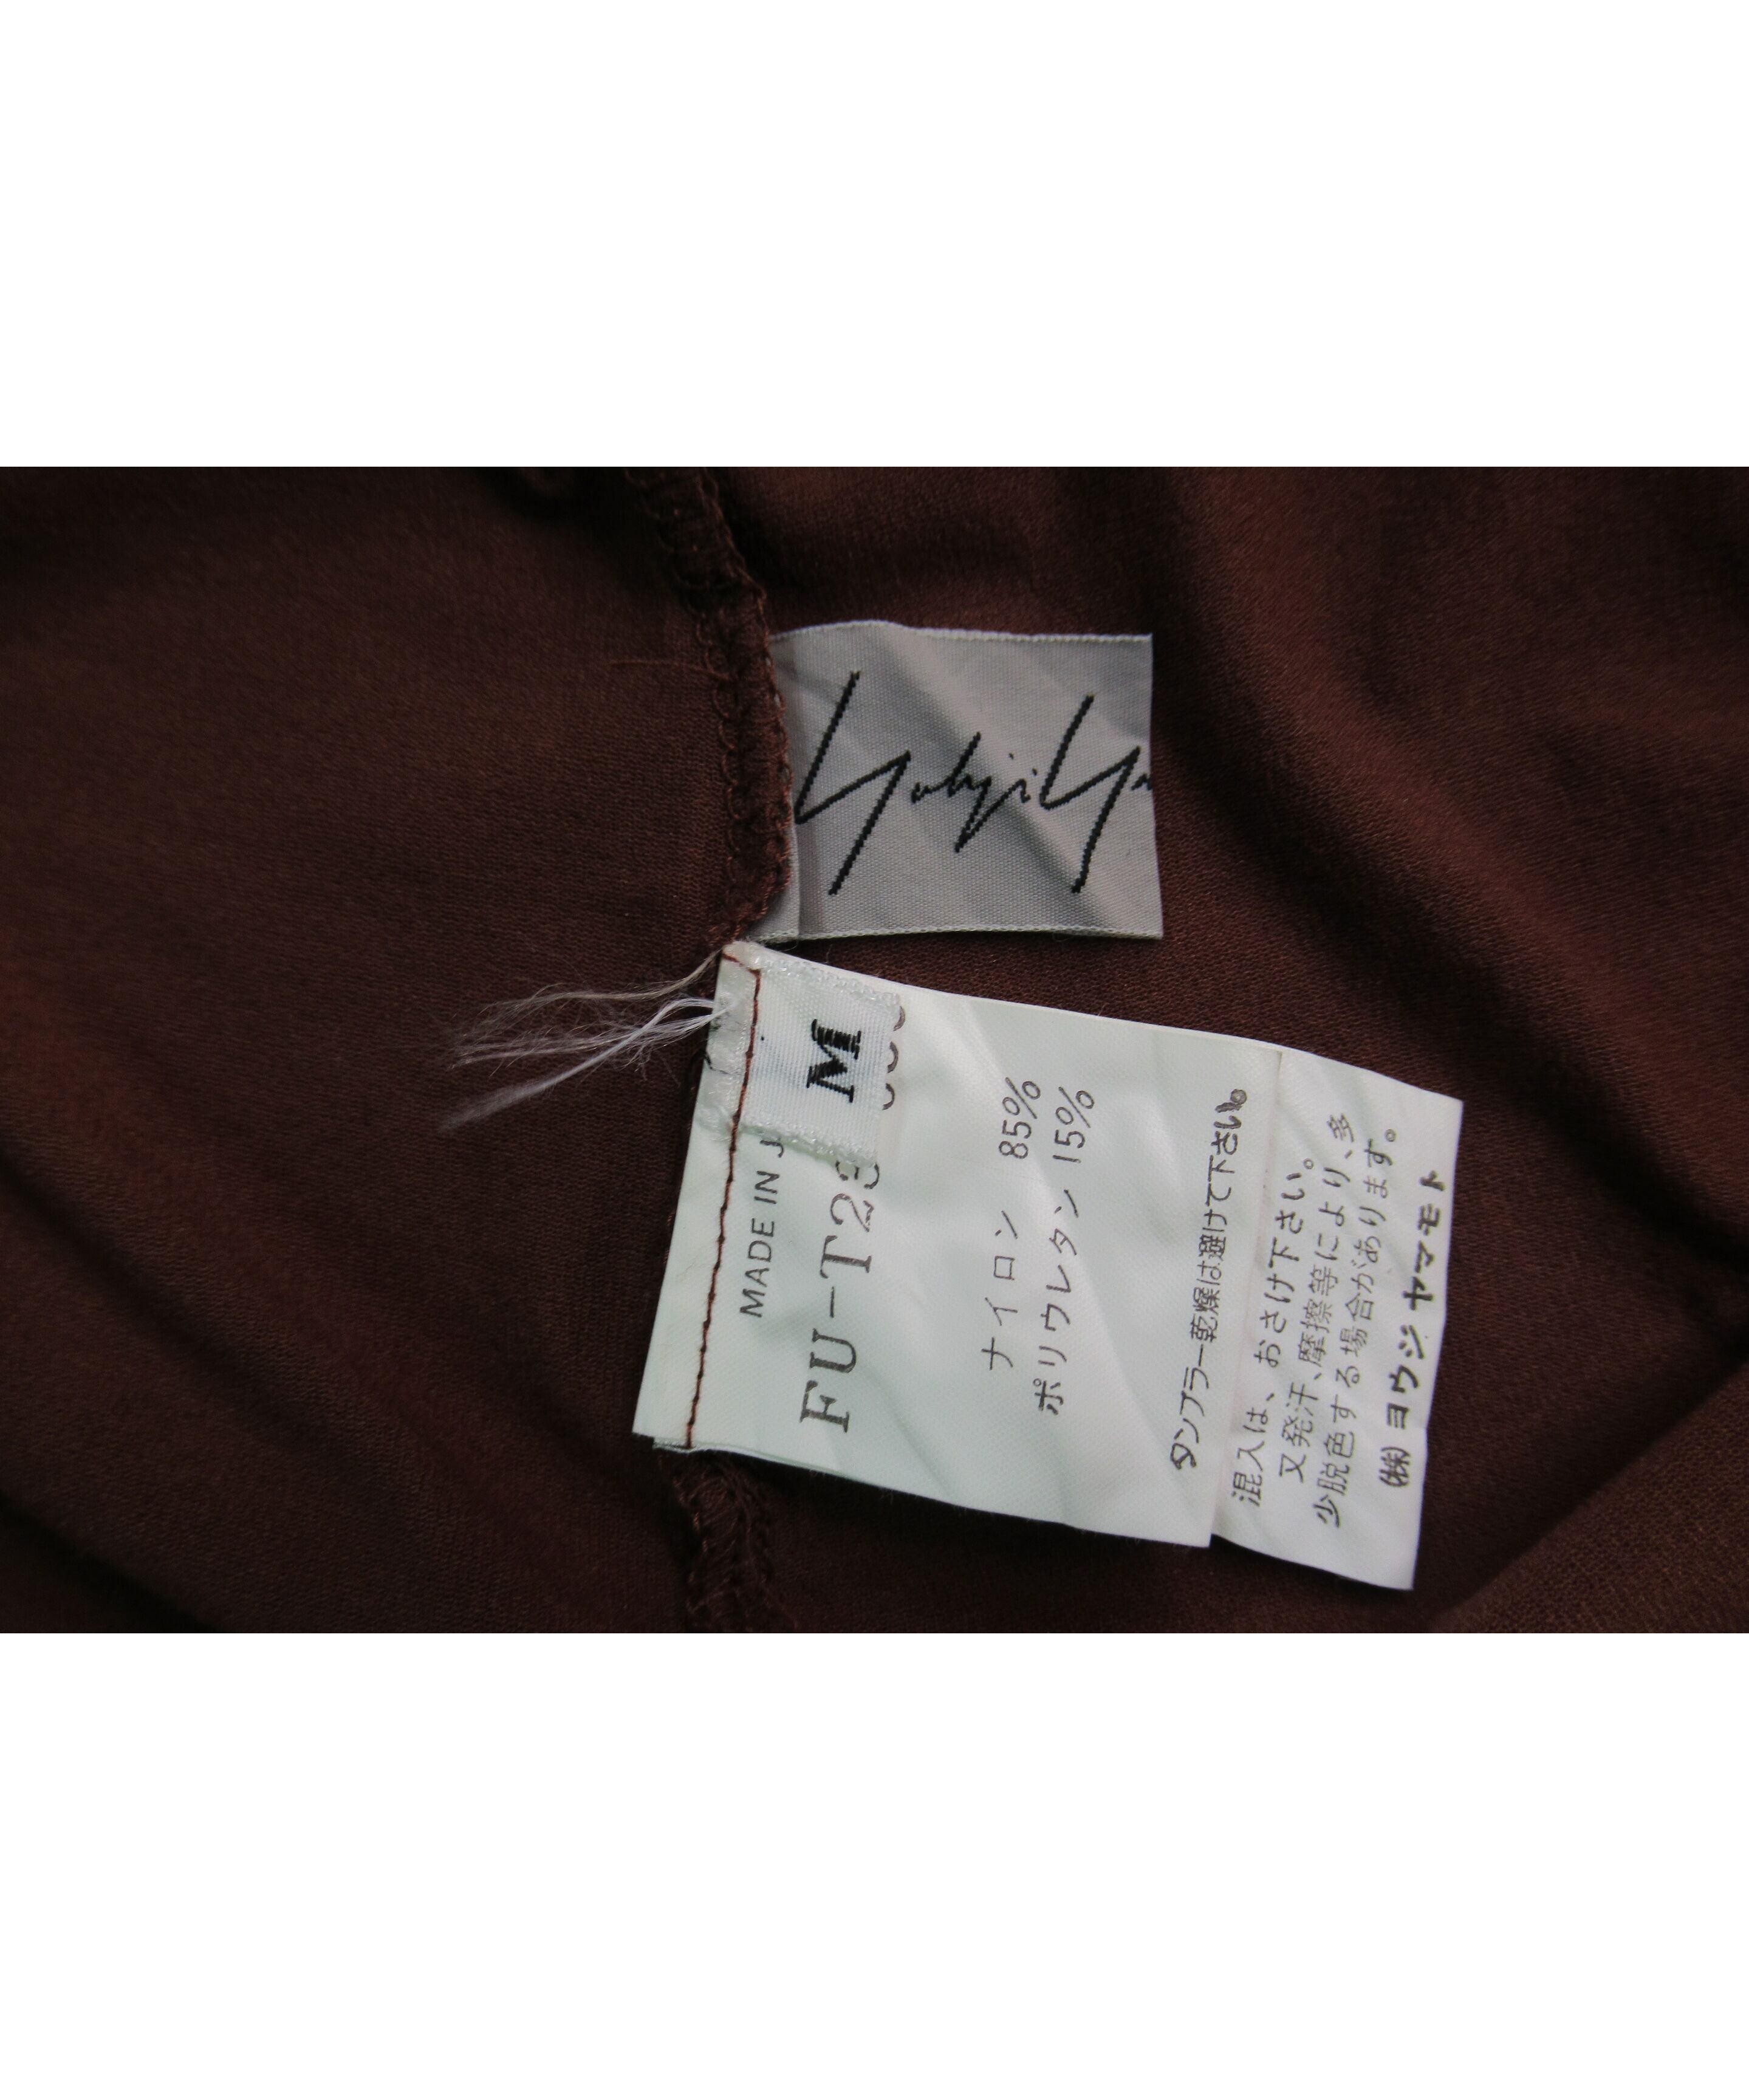 Yohji Ya
M
MADE IN J
FU-T23
ナイロン 85%
ポリウレタン 15%
タンブラー乾燥は避けて下さい。
混入は、おさけ下さい。
又発汗、摩擦等により、多
少脱色する場合があります。
(株) ヨウジ ヤマモト